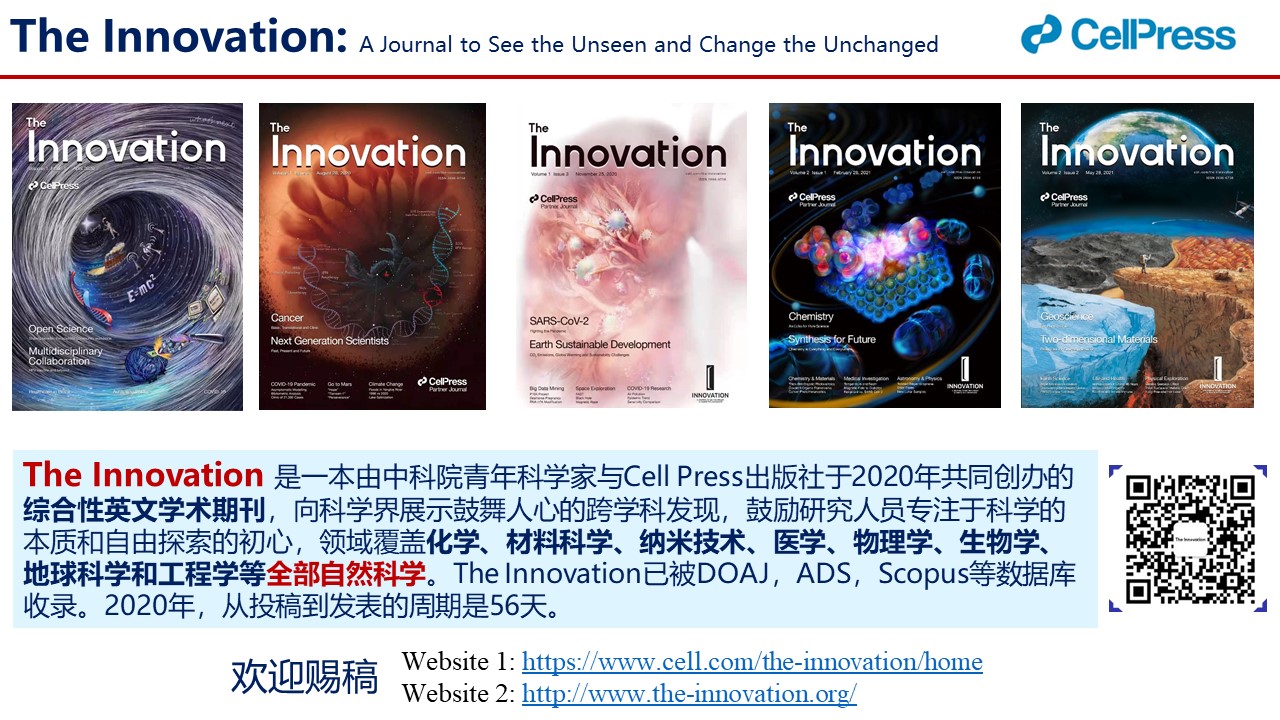 The Innovation: A Journal to See the Unseen and Change the Unchanged
CellPress
The
Innovation
CellPress
E=mc²
Open Science
Multidisciplinary
Collaboration
The
Innovation
Cancer
Next Generation Scientists
Past, Present and Future
COVID-19 Pandemic
Go to Mars
Climate Change
CellPress
Partner Journal
The
Innovation
Volume 1 Issue 3 November 25, 2020
CellPress
Partner Journal
SARS-CoV-2
Fighting the Pandemic
Earth Sustainable Development
Big Data Mining
Space Exploration
COVID-19 Research
INNOVATION
The
Innovation
Volume 2 Issue 1 February 28, 2021
CellPress
Partner Journal
Chemistry
Synthesis for Future
Chemistry & Materials
Medical Investigation
Astronomy & Physics
INNOVATION
The
Innovation
Volume 2 Issue 2 May 28, 2021
CellPress
Partner Journal
Geoscience
Two-dimensional Materials
Physical Exploration
INNOVATION
The Innovation 是一本由中科院青年科学家与Cell Press出版社于2020年共同创办的
综合性英文学术期刊，向科学界展示鼓舞人心的跨学科发现，鼓励研究人员专注于科学的
本质和自由探索的初心，领域覆盖化学、材料科学、纳米技术、医学、物理学、生物学、
地球科学和工程学等全部自然科学。The Innovation已被DOAJ，ADS，Scopus等数据库
收录。2020年，从投稿到发表的周期是56天。
The Innovation
欢迎赐稿
Website 1: https://www.cell.com/the-innovation/home
Website 2: http://www.the-innovation.org/